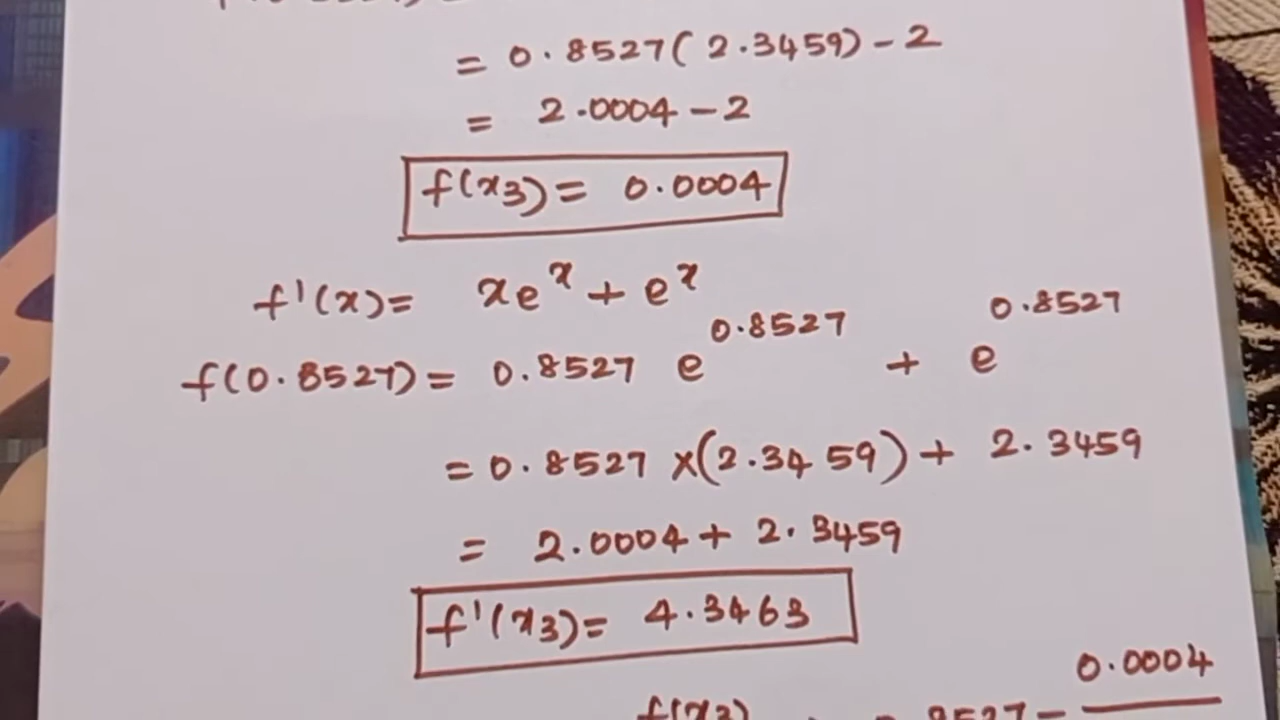 = 0.8527(2.3459) - 2
= 2.0004 - 2
f(x3) = 0.0004
f'(x) = xe^x + e^x
f(0.8527) = 0.8527 e^0.8527 + e^0.8527
= 0.8527 ×(2.3459) + 2.3459
= 2.0004 + 2.3459
f'(x3) = 4.3463
0.0004
f(x3)